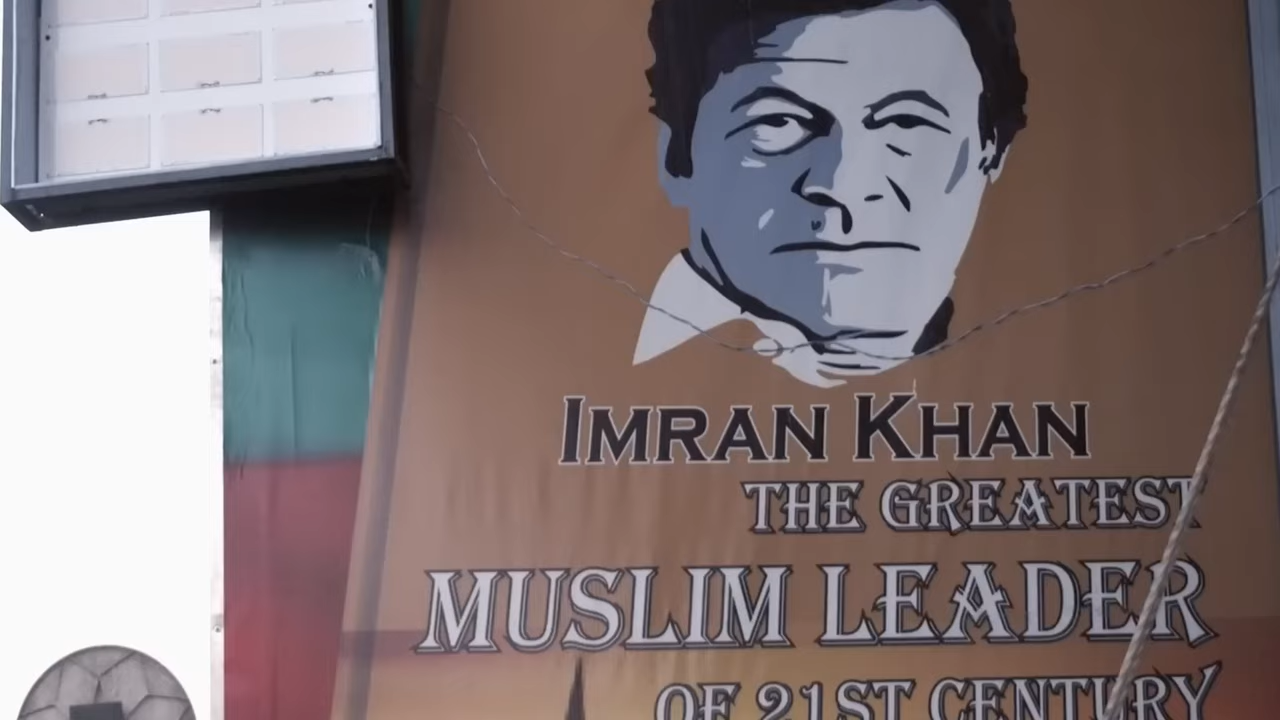 IMRAN KHAN
THE GREATEST
MUSLIM LEADER
OF 21ST CENTURY